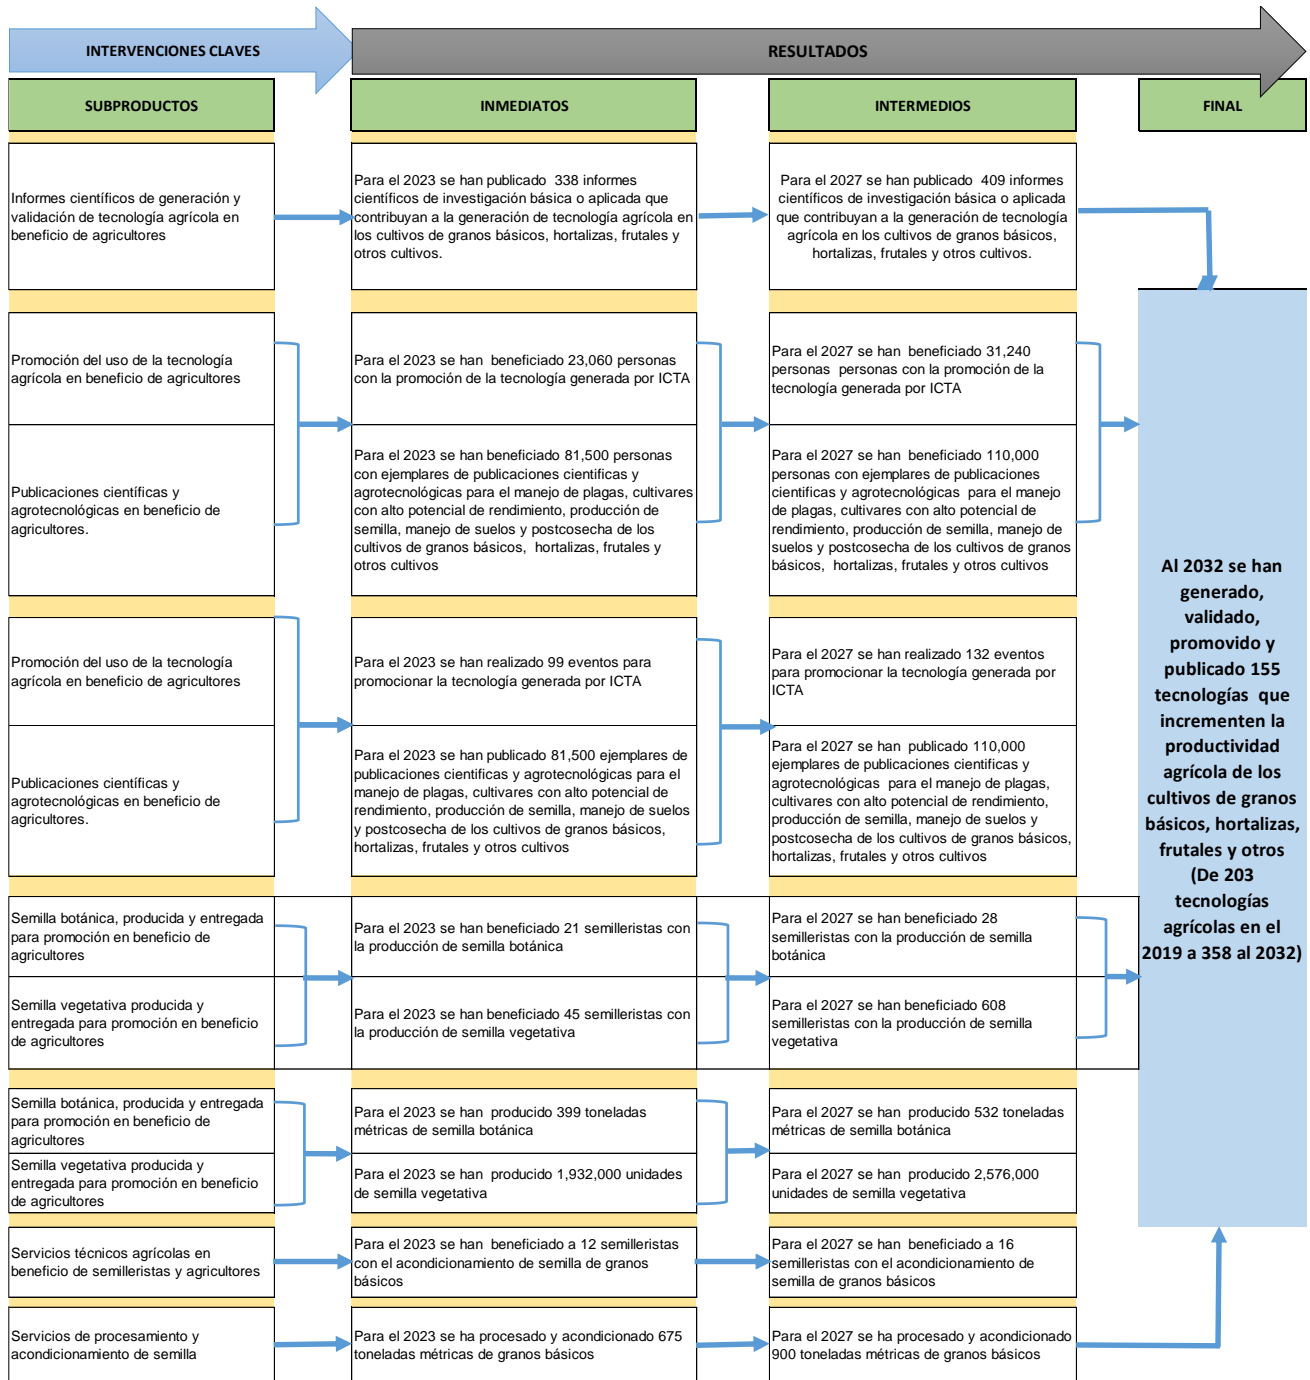 INTERVENCIONES CLAVES
RESULTADOS
SUBPRODUCTOS
INMEDIATOS
INTERMEDIOS
FINAL
Informes científicos de generación y
validación de tecnología agrícola en
beneficio de agricultores
Para el 2023 se han publicado  338 informes
científicos de investigación básica o aplicada que
contribuyan a la generación de tecnología agrícola en
los cultivos de granos básicos, hortalizas, frutales y
otros cultivos.
Para el 2027 se han publicado  409 informes
científicos de investigación básica o aplicada
que contribuyan a la generación de tecnología
agrícola en los cultivos de granos básicos,
hortalizas, frutales y otros cultivos.
Promoción del uso de la tecnología
agrícola en beneficio de agricultores
Para el 2023 se han  beneficiado 23,060 personas
con la promoción de la tecnología generada por ICTA
Para el 2027 se han  beneficiado 31,240
personas  personas con la promoción de la
tecnología generada por ICTA
Publicaciones científicas y
agrotecnológicas en beneficio de
agricultores.
Para el 2023 se han beneficiado 81,500 personas
con ejemplares de publicaciones cientificas y
agrotecnológicas para el manejo de plagas, cultivares
con alto potencial de rendimiento, producción de
semilla, manejo de suelos y postcosecha de los
cultivos de granos básicos,  hortalizas, frutales y
otros cultivos
Para el 2027 se han  beneficiado 110,000
personas con ejemplares de publicaciones
cientificas y agrotecnológicas  para el manejo
de plagas, cultivares con alto potencial de
rendimiento, producción de semilla, manejo de
suelos y postcosecha de los cultivos de granos
básicos,  hortalizas, frutales y otros cultivos
Promoción del uso de la tecnología
agrícola en beneficio de agricultores
Para el 2023 se han realizado 99 eventos para
promocionar la tecnología generada por ICTA
Para el 2027 se han realizado 132 eventos
para promocionar la tecnología generada por
ICTA
Publicaciones científicas y
agrotecnológicas en beneficio de
agricultores.
Para el 2023 se han publicado 81,500 ejemplares de
publicaciones cientificas y agrotecnológicas para el
manejo de plagas, cultivares con alto potencial de
rendimiento, producción de semilla, manejo de suelos
y postcosecha de los cultivos de granos básicos,
hortalizas, frutales y otros cultivos
Para el 2027 se han  publicado 110,000
ejemplares de publicaciones cientificas y
agrotecnológicas  para el manejo de plagas,
cultivares con alto potencial de rendimiento,
producción de semilla, manejo de suelos y
postcosecha de los cultivos de granos básicos,
hortalizas, frutales y otros cultivos
Semilla botánica, producida y entregada
para promoción en beneficio de
agricultores
Para el 2023 se han beneficiado 21 semilleristas con
la producción de semilla botánica
Para el 2027 se han beneficiado 28
semilleristas con la producción de semilla
botánica
Semilla vegetativa producida y
entregada para promoción en beneficio
de agricultores
Para el 2023 se han beneficiado 45 semilleristas con
la producción de semilla vegetativa
Para el 2027 se han beneficiado 608
semilleristas con la producción de semilla
vegetativa
Semilla botánica, producida y entregada
para promoción en beneficio de
agricultores
Para el 2023 se han  producido 399 toneladas
métricas de semilla botánica
Para el 2027 se han  producido 532 toneladas
métricas de semilla botánica
Semilla vegetativa producida y
entregada para promoción en beneficio
de agricultores
Para el 2023 se han producido 1,932,000 unidades
de semilla vegetativa
Para el 2027 se han  producido 2,576,000
unidades de semilla vegetativa
Servicios técnicos agrícolas en
beneficio de semilleristas y agricultores
Para el 2023 se han  beneficiado a 12 semilleristas
con el acondicionamiento de semilla de granos
básicos
Para el 2027 se han  beneficiado a 16
semilleristas con el acondicionamiento de
semilla de granos básicos
Servicios de procesamiento y
acondicionamiento de semilla
Para el 2023 se ha procesado y acondicionado 675
toneladas métricas de granos básicos
Para el 2027 se ha procesado y acondicionado
900 toneladas métricas de granos básicos
Al 2032 se han
generado,
validado,
promovido y
publicado 155
tecnologías  que
incrementen la
productividad
agrícola de los
cultivos de granos
básicos, hortalizas,
frutales y otros
(De 203
tecnologías
agrícolas en el
2019 a 358 al 2032)